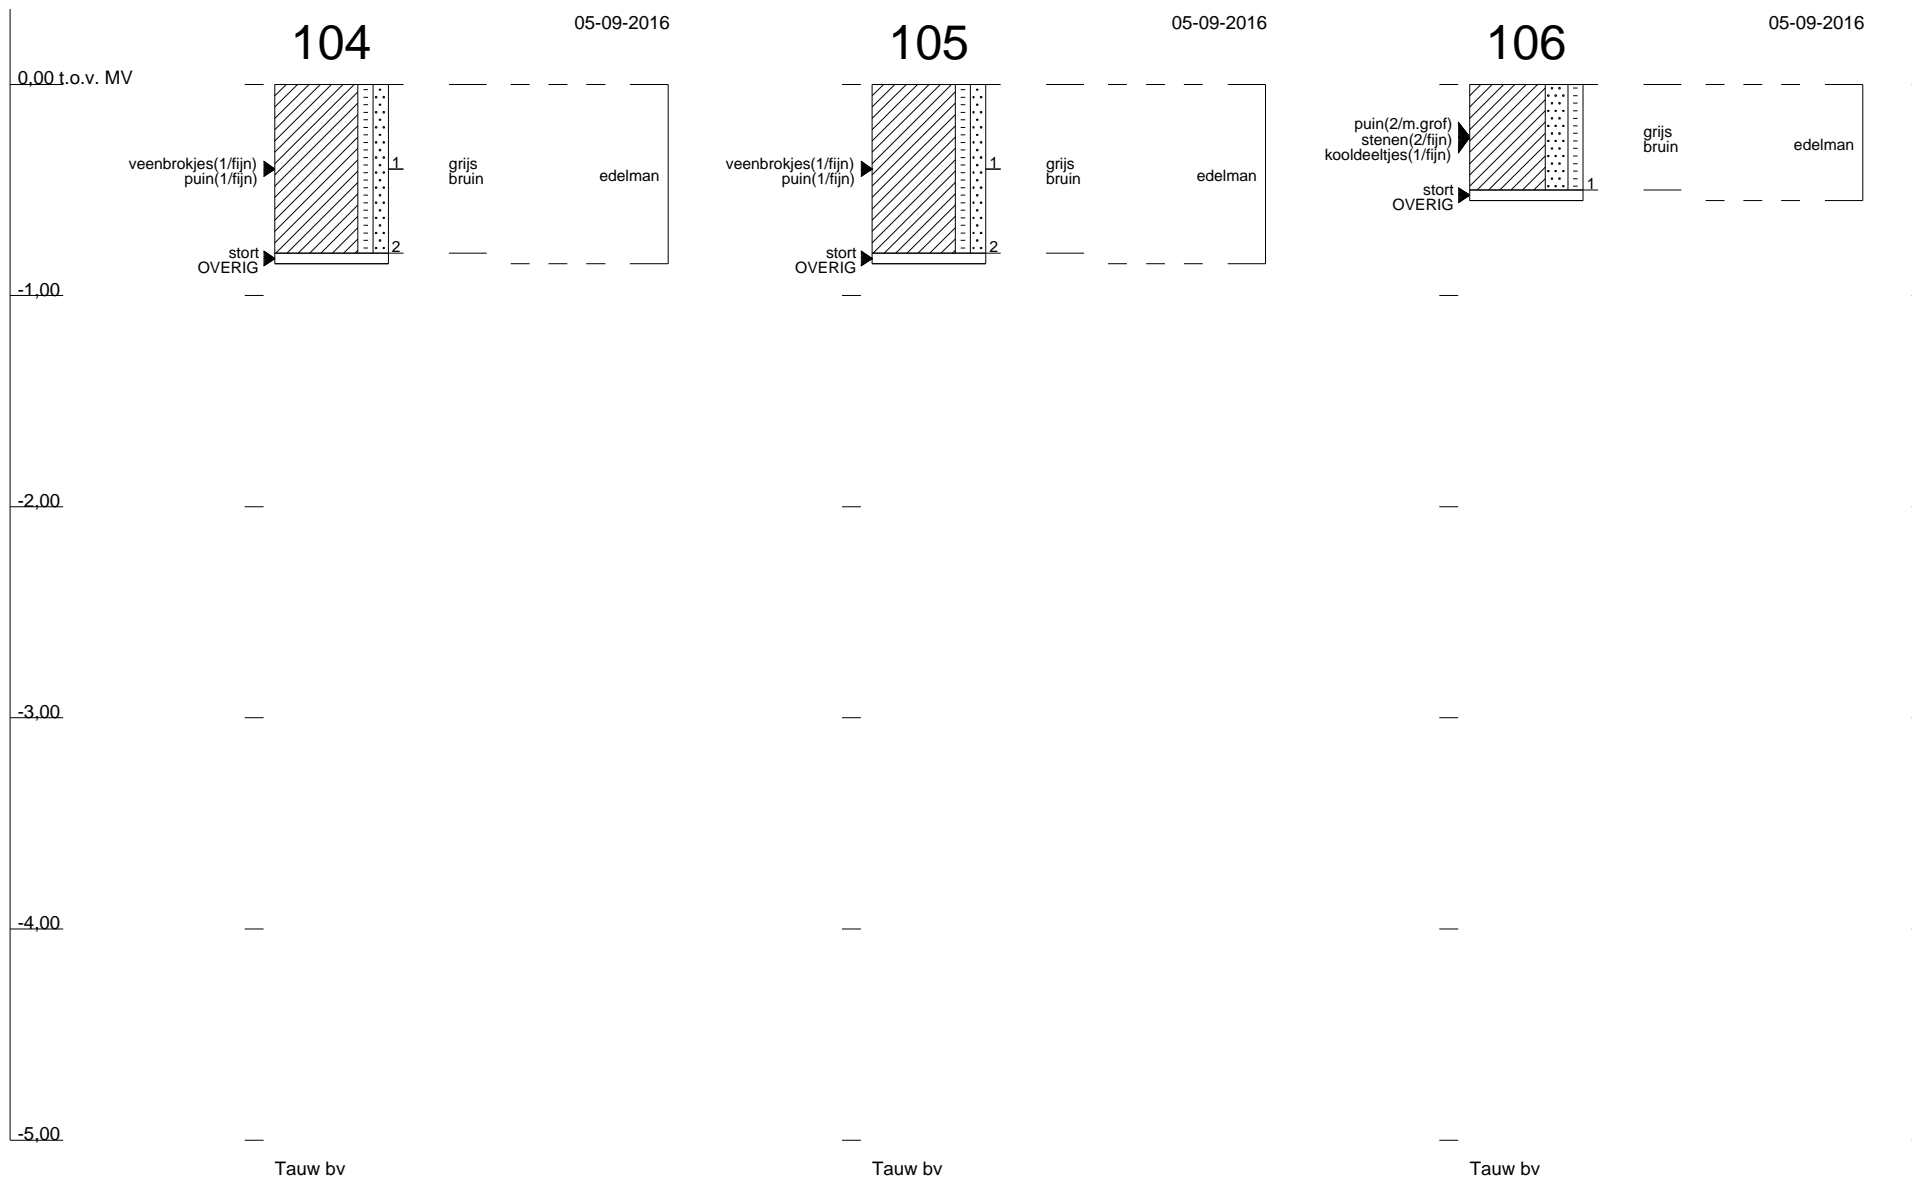 104
05-09-2016
105
05-09-2016
106
05-09-2016
0,00 t.o.v. MV
veenbrokjes(1/fijn)
puin(1/fijn)
1
grijs
bruin
edelman
stort
OVERIG
2
veenbrokjes(1/fijn)
puin(1/fijn)
1
grijs
bruin
edelman
stort
OVERIG
2
puin(2/m.grof)
stenen(2/fijn)
kooldeeltjes(1/fijn)
grijs
bruin
edelman
stort
OVERIG
1
-1,00
-2,00
-3,00
-4,00
-5,00
Tauw bv
Tauw bv
Tauw bv